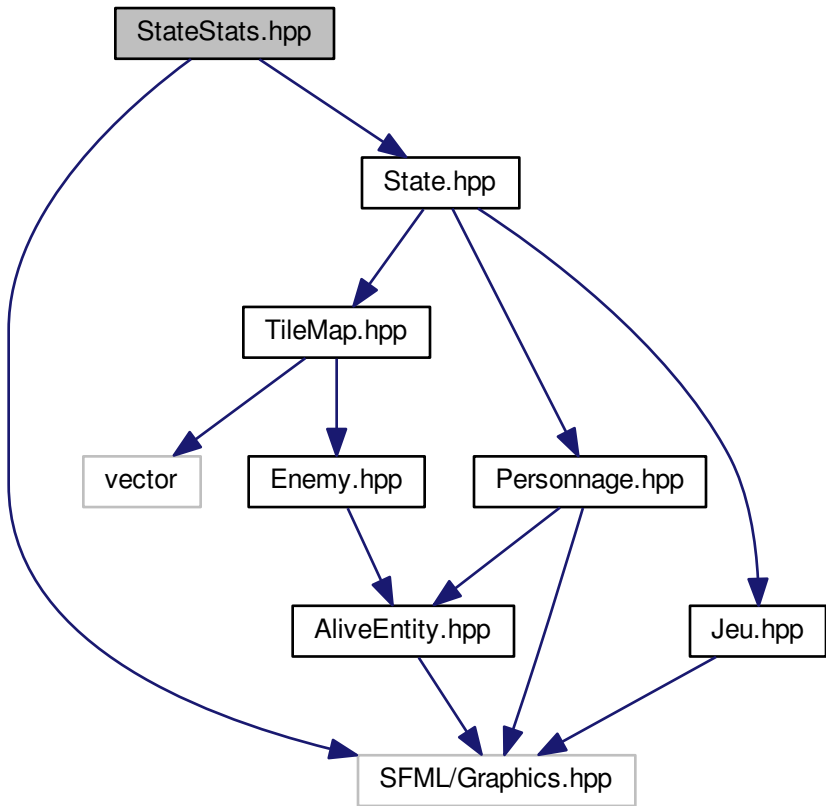 StateStats.hpp
State.hpp
TileMap.hpp
vector
Enemy.hpp
Personnage.hpp
AliveEntity.hpp
Jeu.hpp
SFML/Graphics.hpp